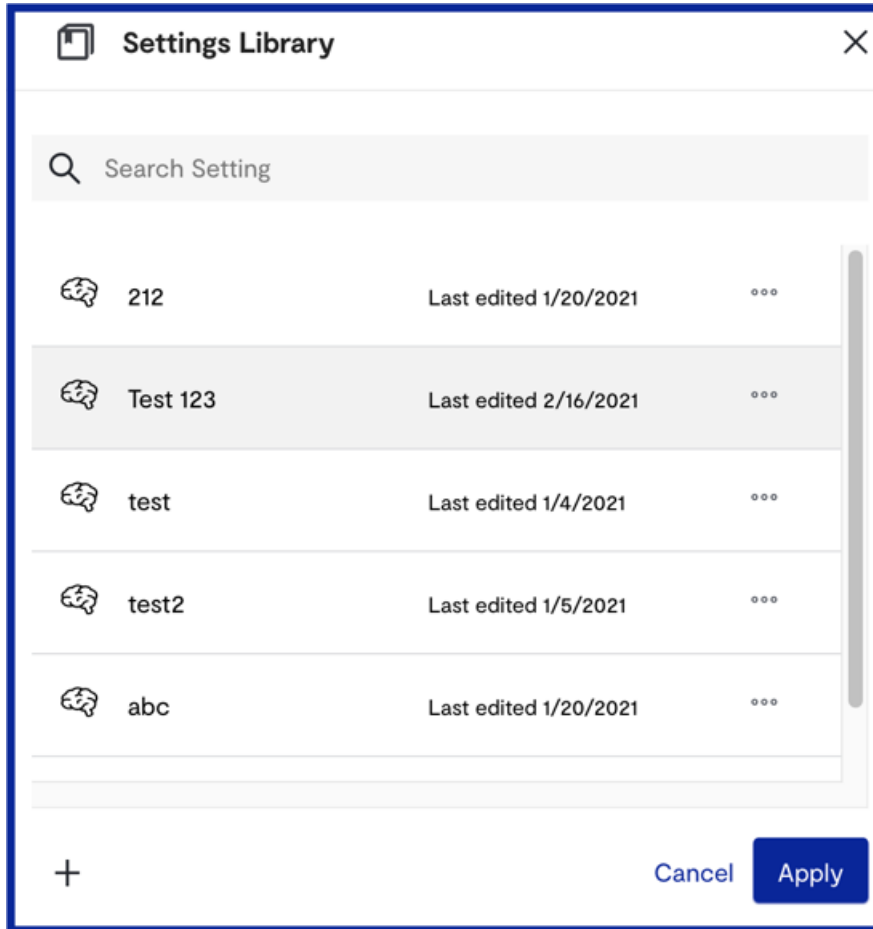 Settings Library
Search Setting
212 Last edited 1/20/2021
Test 123 Last edited 2/16/2021
test Last edited 1/4/2021
test2 Last edited 1/5/2021
abc Last edited 1/20/2021
Cancel Apply